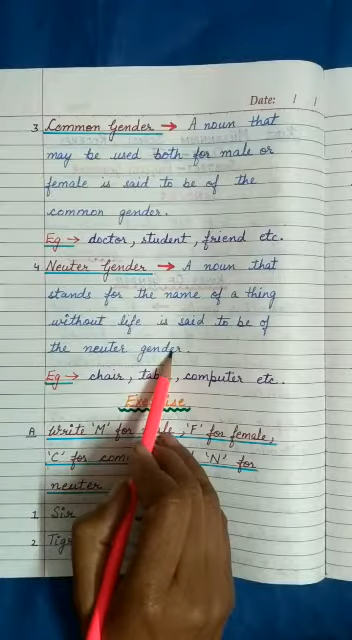 Date: / /
3 Common Gender → A noun that
may be used both for male or
female is said to be of the
common gender.
Eg → doctor, student, friend etc.
4 Neuter Gender → A noun that
stands for the name of a thing
without life is said to be of
the neuter gender.
Eg → chair, computer etc.
Exercise
A Write 'M' for , 'F' for female,
'C' for 'N' for
neuter
1 Sir
2